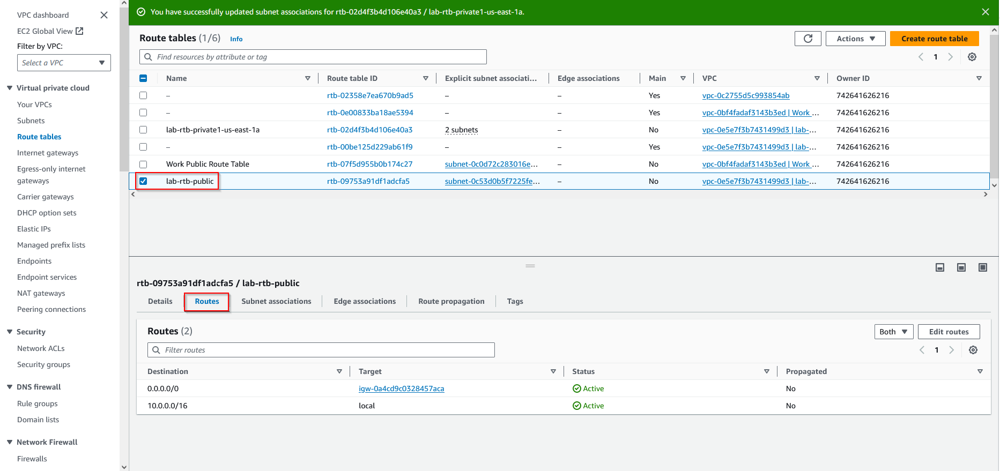 VPC dashboard
EC2 Global View
Filter by VPC:
Select a VPC
Virtual private cloud
Your VPCs
Subnets
Route tables
Internet gateways
Egress-only internet
gateways
Carrier gateways
DHCP option sets
Elastic IPs
Managed prefix lists
Endpoints
Endpoint services
NAT gateways
Peering connections
Security
Network ACLs
Security groups
DNS firewall
Rule groups
Domain lists
Network Firewall
Firewalls
You have successfully updated subnet associations for rtb-02d4f3b4d106e40a3 / lab-rtb-private1-us-east-1a.
Route tables (1/6) Info
Actions Create route table
Find resources by attribute or tag 1
Name Route table ID Explicit subnet associati... Edge associations Main VPC Owner ID
– rtb-02358e7ea670b9ad5 – – Yes vpc-0c2755d5c993854ab 742641626216
– rtb-0e00833ba18ae5394 – – Yes vpc-0bf4fadaf3143b3ed | Work ... 742641626216
lab-rtb-private1-us-east-1a rtb-02d4f3b4d106e40a3 2 subnets – No vpc-0e5e7f3b7431499d3 | lab-... 742641626216
– rtb-00be125d229ab61f9 – – Yes vpc-0e5e7f3b7431499d3 | lab-... 742641626216
Work Public Route Table rtb-07f5d955b0b174c27 subnet-0c0d72c283016e... – No vpc-0bf4fadaf3143b3ed | Work ... 742641626216
lab-rtb-public rtb-09753a91df1adcfa5 subnet-0c53d0b5f7225fe... – No vpc-0e5e7f3b7431499d3 | lab-... 742641626216
rtb-09753a91df1adcfa5 / lab-rtb-public
Details Routes Subnet associations Edge associations Route propagation Tags
Routes (2) Both Edit routes
Filter routes 1
Destination Target Status Propagated
0.0.0.0/0 igw-0a4cd9c0328457aca Active No
10.0.0.0/16 local Active No